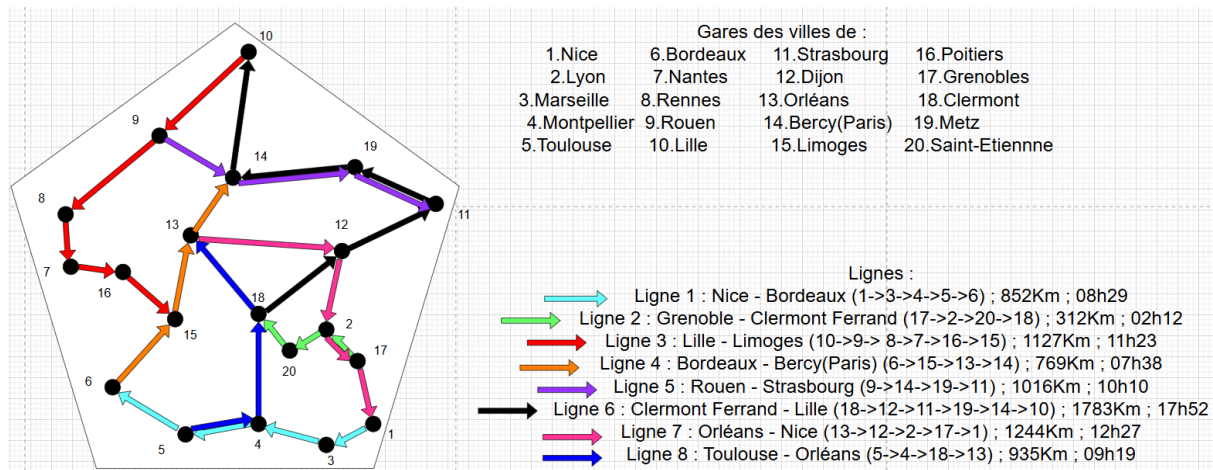 10
9
14
19
8
13
12
11
7
16
18
15
2
17
20
6
5
4
3
1
Gares des villes de :
1.Nice 6.Bordeaux 11.Strasbourg 16.Poitiers
2.Lyon 7.Nantes 12.Dijon 17.Grenobles
3.Marseille 8.Rennes 13.Orléans 18.Clermont
4.Montpellier 9.Rouen 14.Bercy(Paris) 19.Metz
5.Toulouse 10.Lille 15.Limoges 20.Saint-Etiennne
Lignes :
Ligne 1 : Nice - Bordeaux (1->3->4->5->6) ; 852Km ; 08h29
Ligne 2 : Grenoble - Clermont Ferrand (17->2->20->18) ; 312Km ; 02h12
Ligne 3 : Lille - Limoges (10->9-> 8->7->16->15) ; 1127Km ; 11h23
Ligne 4 : Bordeaux - Bercy(Paris) (6->15->13->14) ; 769Km ; 07h38
Ligne 5 : Rouen - Strasbourg (9->14->19->11) ; 1016Km ; 10h10
Ligne 6 : Clermont Ferrand - Lille (18->12->11->19->14->10) ; 1783Km ; 17h52
Ligne 7 : Orléans - Nice (13->12->2->17->1) ; 1244Km ; 12h27
Ligne 8 : Toulouse - Orléans (5->4->18->13) ; 935Km ; 09h19